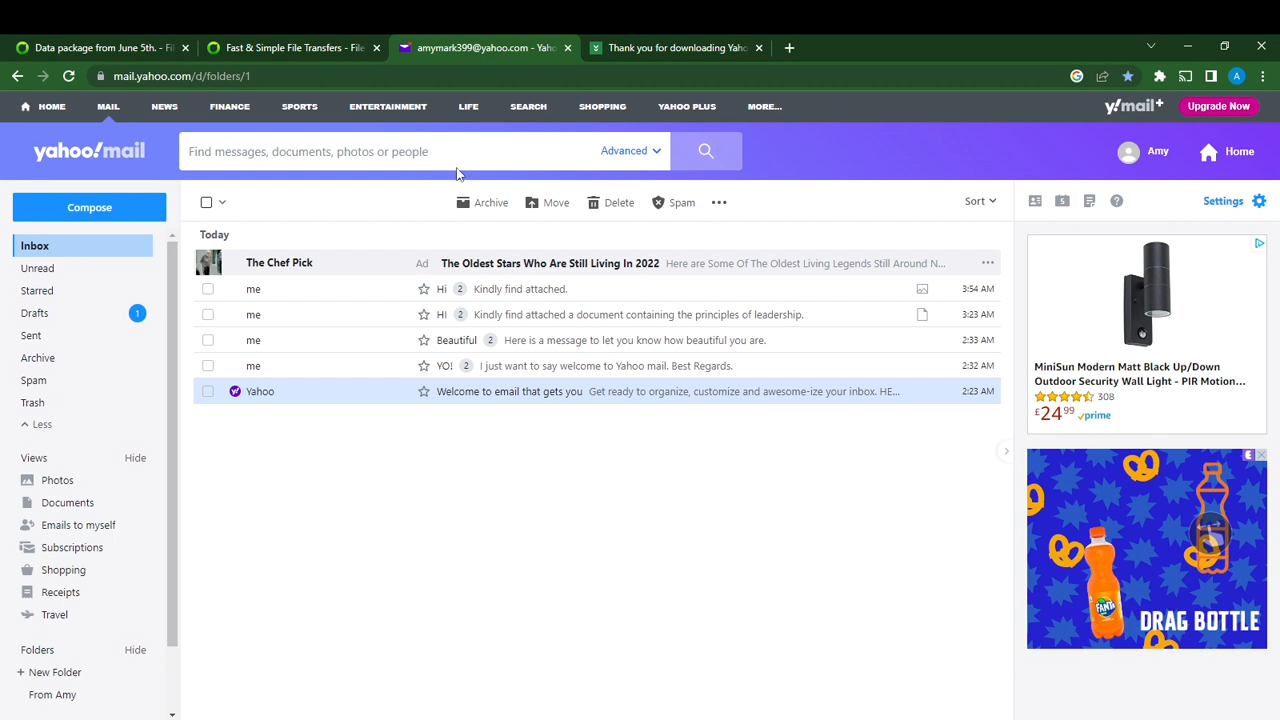 Data package from June 5th. - Fil
Fast & Simple File Transfers - File
amymark399@yahoo.com - Yaho
Thank you for downloading Yaho
mail.yahoo.com/d/folders/1
A
HOME MAIL NEWS FINANCE SPORTS ENTERTAINMENT LIFE SEARCH SHOPPING YAHOO PLUS MORE... y!mail+ Upgrade Now
yahoo!mail Find messages, documents, photos or people Advanced Amy Home
Compose Archive Move Delete Spam Sort 5 Settings
Today
The Chef Pick Ad The Oldest Stars Who Are Still Living In 2022 Here are Some Of The Oldest Living Legends Still Around N...
me Hi 2 Kindly find attached. 3:54 AM
me HI 2 Kindly find attached a document containing the principles of leadership. 3:23 AM
me Beautiful 2 Here is a message to let you know how beautiful you are. 2:33 AM
me YO! 2 I just want to say welcome to Yahoo mail. Best Regards. 2:32 AM
Yahoo Welcome to email that gets you Get ready to organize, customize and awesome-ize your inbox. HE... 2:23 AM
Inbox
Unread
Starred
Drafts 1
Sent
Archive
Spam
Trash
Less
Views Hide
Photos
Documents
Emails to myself
Subscriptions
Shopping
Receipts
Travel
Folders Hide
+ New Folder
From Amy
MiniSun Modern Matt Black Up/Down
Outdoor Security Wall Light - PIR Motion...
308
£24 99 prime
FANTA
DRAG BOTTLE